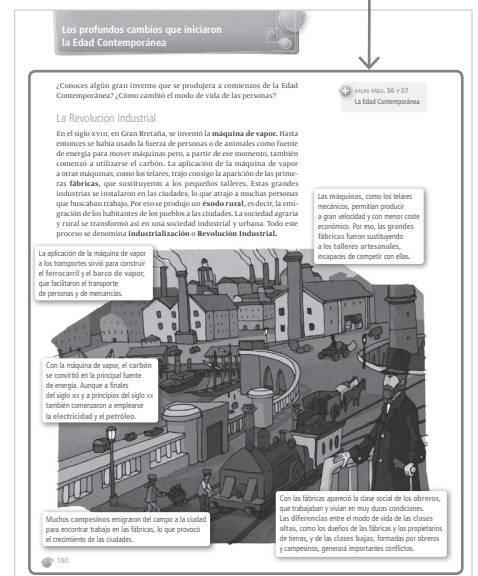 Los profundos cambios que iniciaron
la Edad Contemporánea
¿Conoces algún gran invento que se produjera a comienzos de la Edad
Contemporánea? ¿Cómo cambió el modo de vida de las personas?
ATLAS PÁGS. 56 Y 57
La Edad Contemporánea
La Revolución Industrial
En el siglo XVIII, en Gran Bretaña, se inventó la máquina de vapor. Hasta
entonces se había usado la fuerza de personas o de animales como fuente
de energía para mover máquinas pero, a partir de ese momento, también
comenzó a utilizarse el carbón. La aplicación de la máquina de vapor
a otras máquinas, como los telares, trajo consigo la aparición de las prime-
ras fábricas, que sustituyeron a los pequeños talleres. Estas grandes
industrias se instalaron en las ciudades, lo que atrajo a muchas personas
que buscaban trabajo. Por eso se produjo un éxodo rural, es decir, la emi-
gración de los habitantes de los pueblos a las ciudades. La sociedad agraria
y rural se transformó así en una sociedad industrial y urbana. Todo este
proceso se denomina industrialización o Revolución Industrial.
Las máquinas, como los telares
mecánicos, permitían producir
a gran velocidad y con menor coste
económico. Por eso, las grandes
fábricas fueron sustituyendo
a los talleres artesanales,
incapaces de competir con ellas.
La aplicación de la máquina de vapor
a los transportes sirvió para construir
el ferrocarril y el barco de vapor,
que facilitaron el transporte
de personas y de mercancías.
Con la máquina de vapor, el carbón
se convirtió en la principal fuente
de energía. Aunque a finales
del siglo XIX y a principios del siglo XX
también comenzaron a emplearse
la electricidad y el petróleo.
Con las fábricas apareció la clase social de los obreros,
que trabajaban y vivían en muy duras condiciones.
Las diferencias entre el modo de vida de las clases
altas, como los dueños de las fábricas y los propietarios
de tierras, y de las clases bajas, formadas por obreros
y campesinos, generará importantes conflictos.
Muchos campesinos emigraron del campo a la ciudad
para encontrar trabajo en las fábricas, lo que provocó
el crecimiento de las ciudades.
180